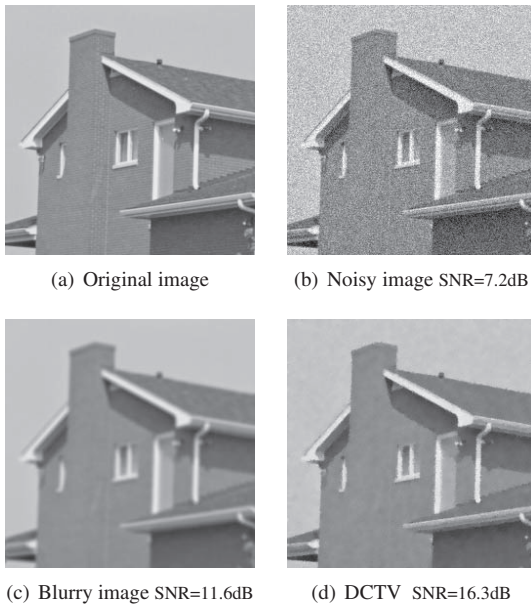 (a) Original image
(b) Noisy image SNR=7.2dB
(c) Blurry image SNR=11.6dB
(d) DCTV SNR=16.3dB